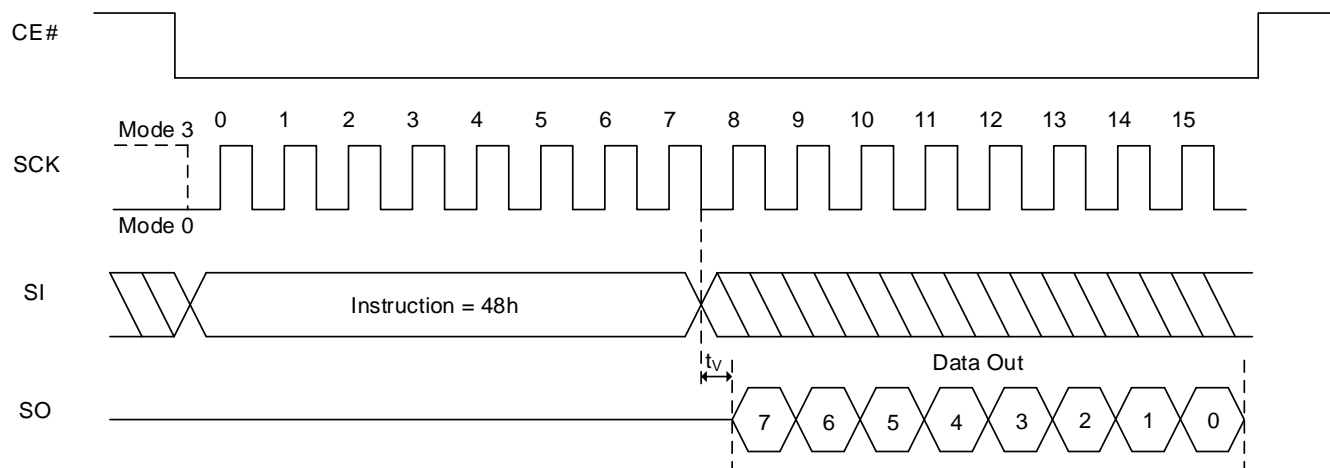 CE#
0 1 2 3 4 5 6 7 8 9 10 11 12 13 14 15
Mode 3
SCK
Mode 0
SI
Instruction = 48h
tV
Data Out
SO
7 6 5 4 3 2 1 0